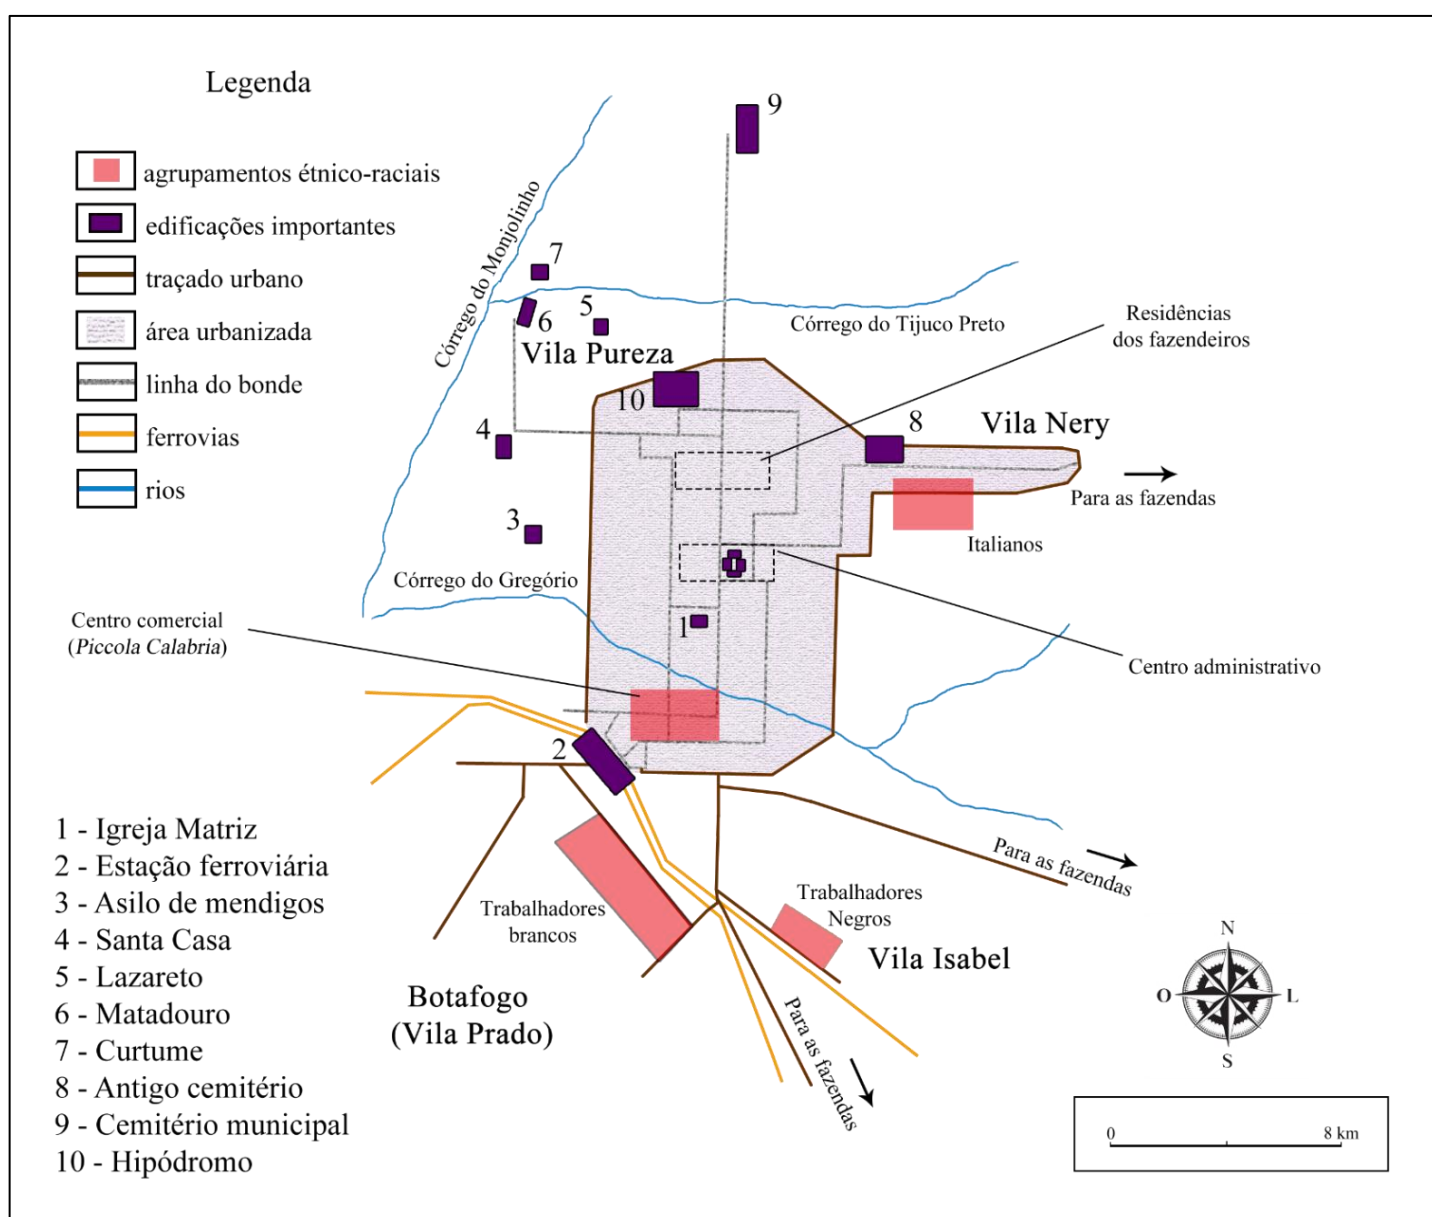 Legenda
agrupamentos étnico-raciais
edificações importantes
traçado urbano
área urbanizada
linha do bonde
ferrovias
rios
9
Córrego do Monjolinho
7
5
6
Vila Pureza
Córrego do Tijuco Preto
Residências
dos fazendeiros
10
4
8
Vila Nery
Para as fazendas
3
Italianos
Córrego do Gregório
Centro comercial
(Piccola Calabria)
1
Centro administrativo
2
Para as fazendas
Trabalhadores
brancos
Trabalhadores
Negros
Vila Isabel
Botafogo
(Vila Prado)
Para as fazendas
1 - Igreja Matriz
2 - Estação ferroviária
3 - Asilo de mendigos
4 - Santa Casa
5 - Lazareto
6 - Matadouro
7 - Curtume
8 - Antigo cemitério
9 - Cemitério municipal
10 - Hipódromo
N
O
L
S
0
8 km